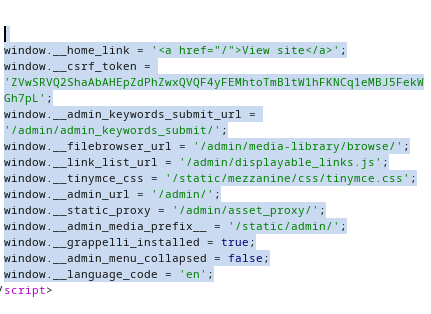 window.__home_link = '<a href="/">View site</a>';
window.__csrf_token =
'ZVwSRVQ2ShaAbAHEpZdPhZwxQVQF4yFEMhtoTmBltW1hFKNCq1eMBJ5FekW
Gh7pL';
window.__admin_keywords_submit_url =
'/admin/admin_keywords_submit/';
window.__filebrowser_url = '/admin/media-library/browse/';
window.__link_list_url = '/admin/displayable_links.js';
window.__tinymce_css = '/static/mezzanine/css/tinymce.css';
window.__admin_url = '/admin/';
window.__static_proxy = '/admin/asset_proxy/';
window.__admin_media_prefix__ = '/static/admin/';
window.__grappelli_installed = true;
window.__admin_menu_collapsed = false;
window.__language_code = 'en';
/script>